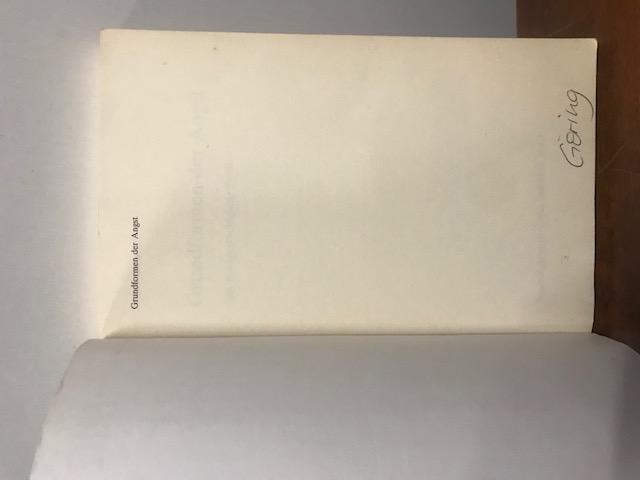 Grundformen der Angst
Göring